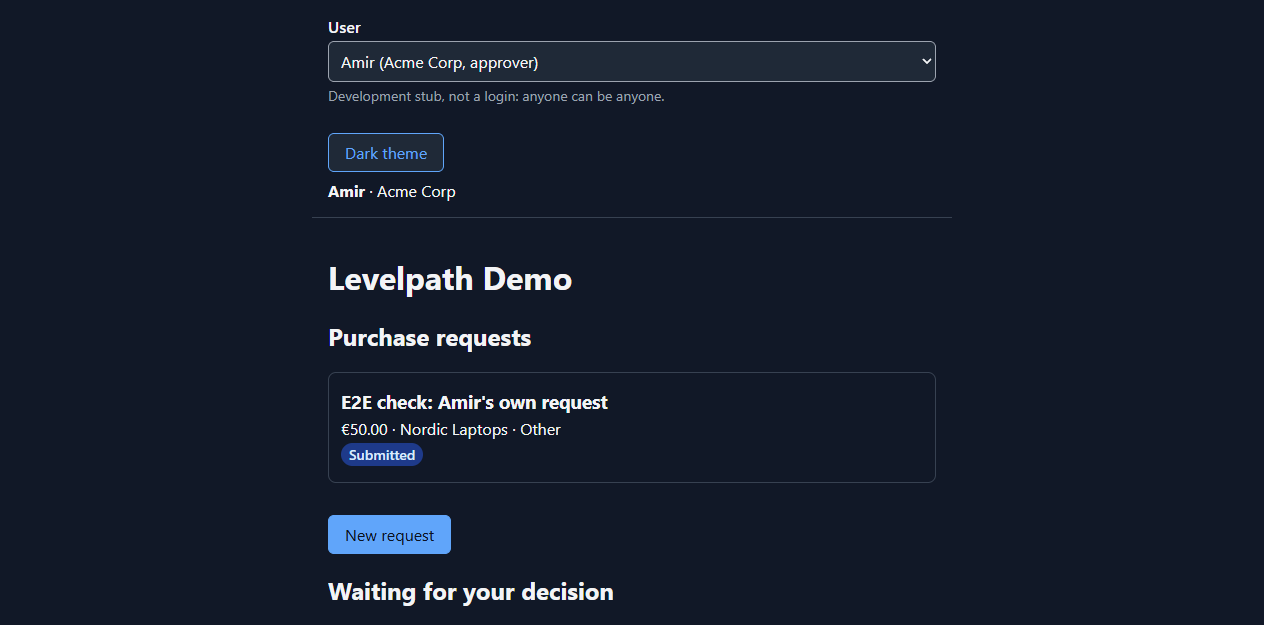 User
Amir (Acme Corp, approver)
Development stub, not a login: anyone can be anyone.
Dark theme
Amir · Acme Corp
Levelpath Demo
Purchase requests
E2E check: Amir's own request
€50.00 · Nordic Laptops · Other
Submitted
New request
Waiting for your decision